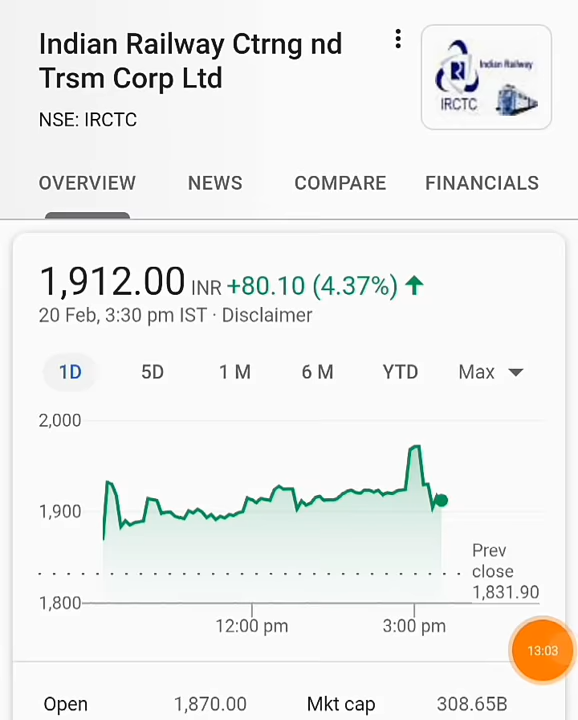 Indian Railway Ctrng nd
Trsm Corp Ltd
NSE: IRCTC
Indian Railway
IRCTC
OVERVIEW NEWS COMPARE FINANCIALS
1,912.00 INR +80.10 (4.37%) ↑
20 Feb, 3:30 pm IST · Disclaimer
1D 5D 1 M 6 M YTD Max
2,000
1,900
1,800
Prev
close
1,831.90
12:00 pm 3:00 pm
13:03
Open 1,870.00 Mkt cap 308.65B